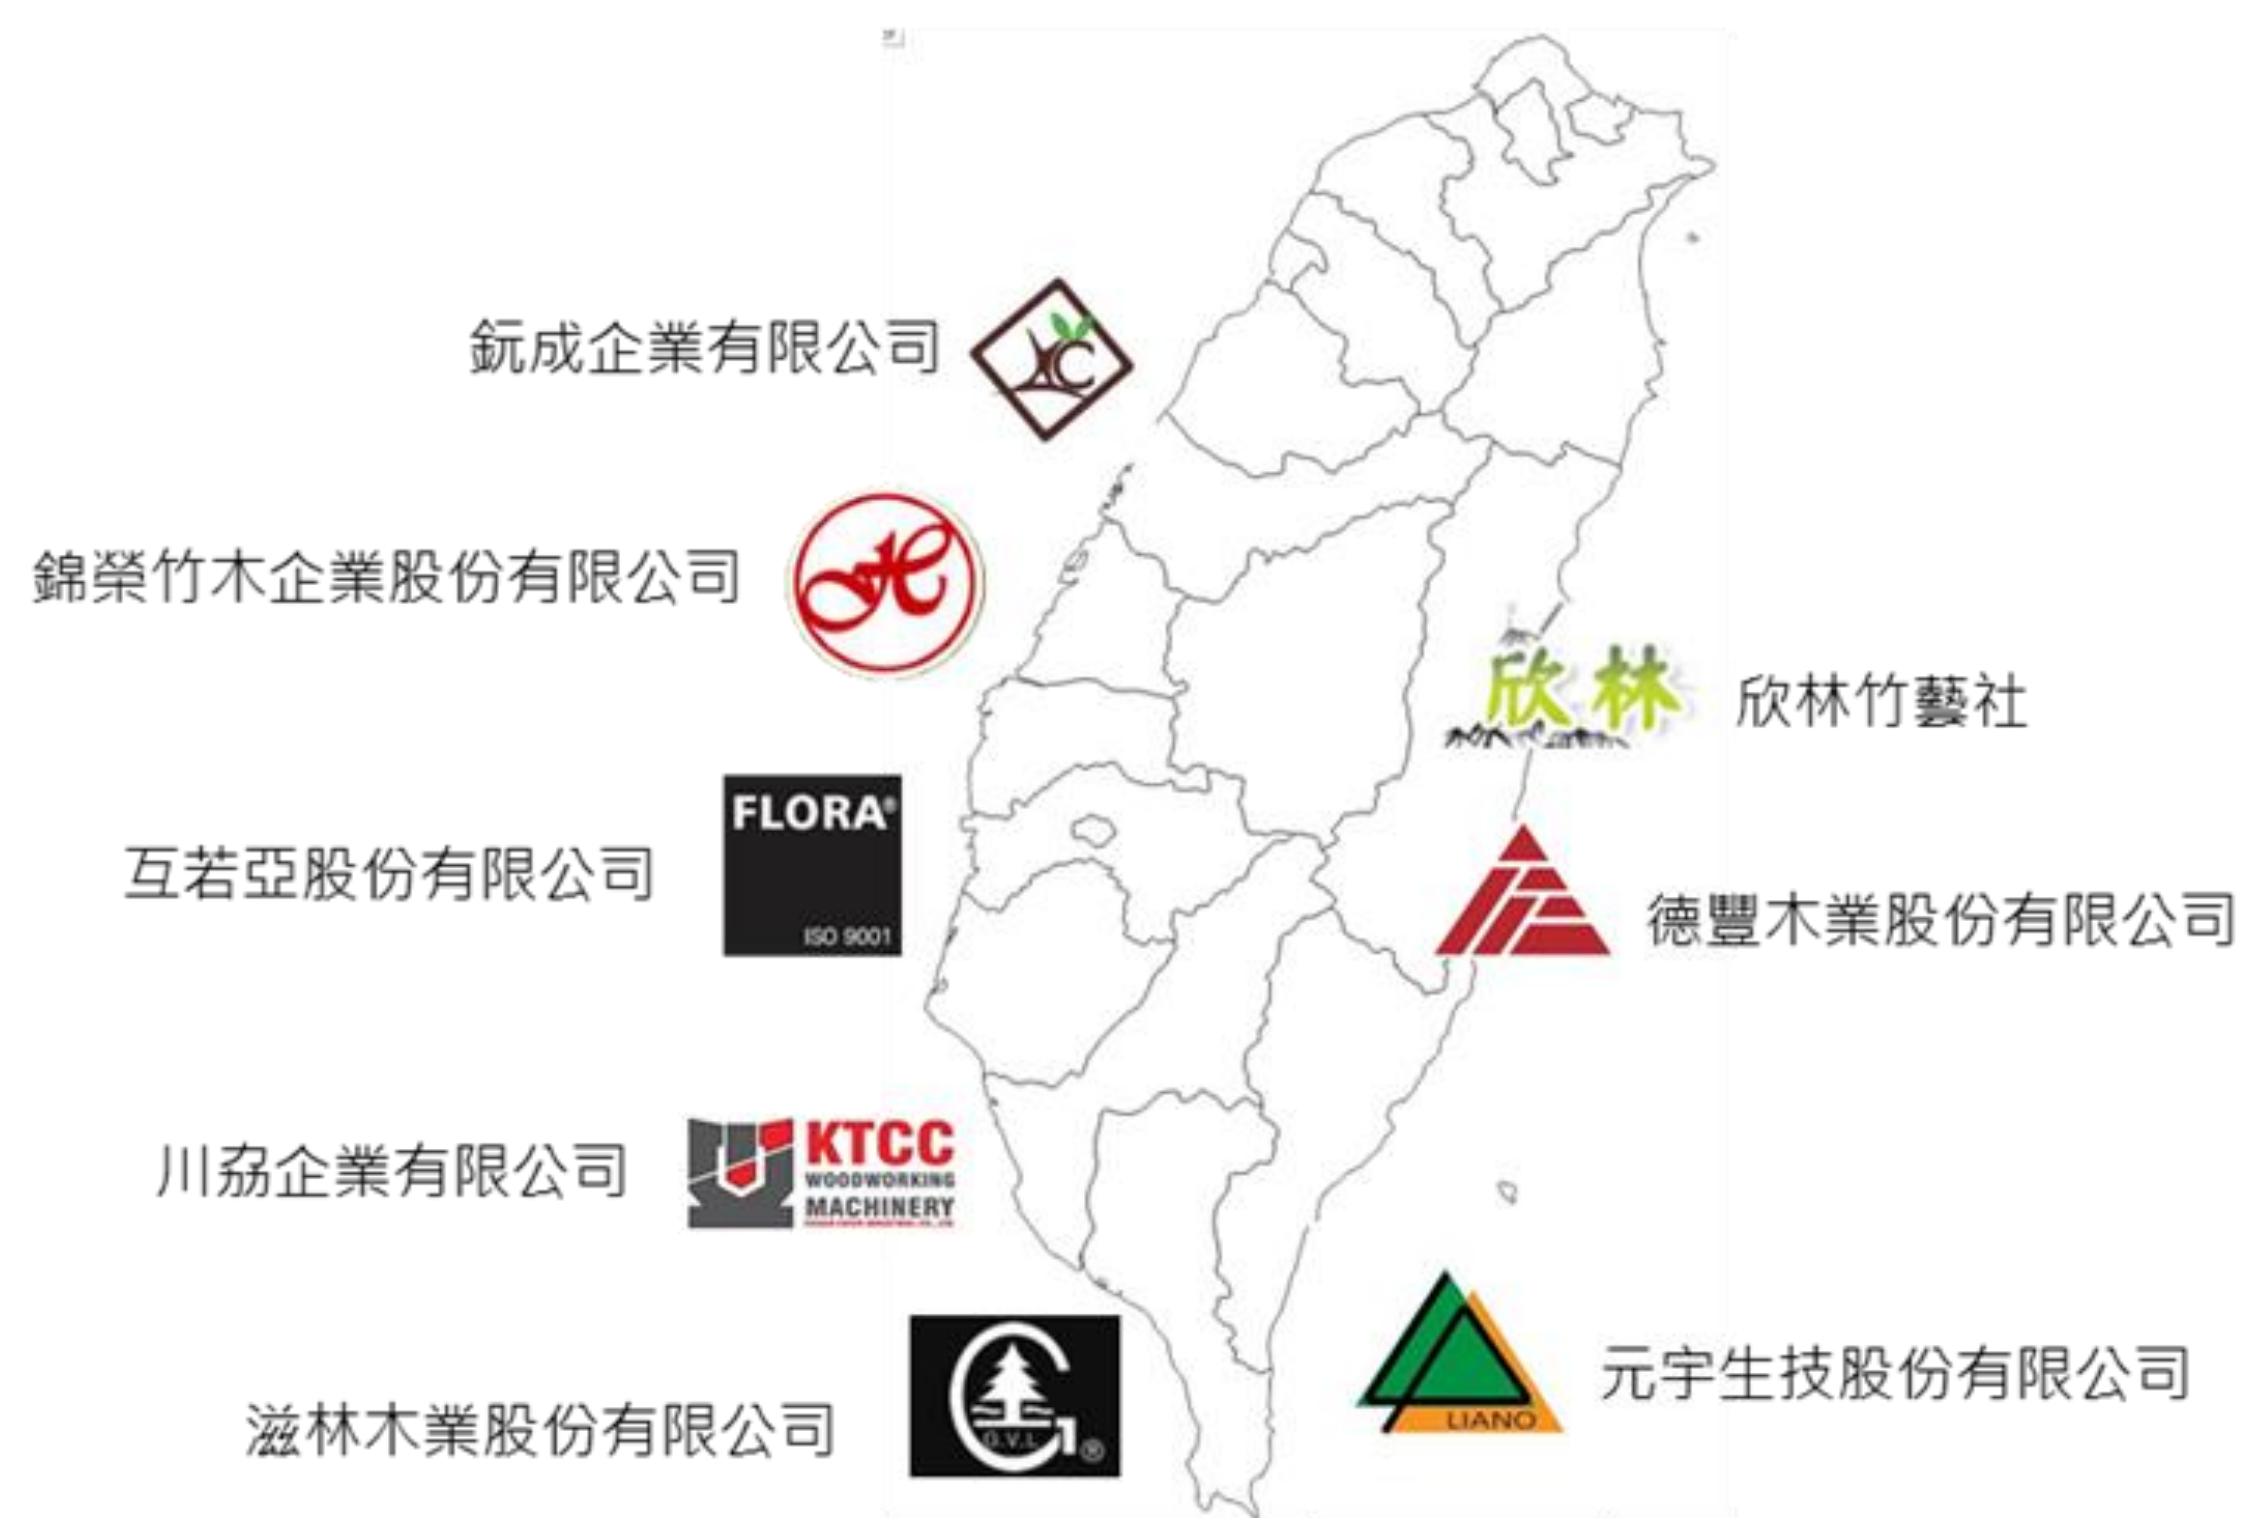 鈨成企業有限公司
錦榮竹木企業股份有限公司
欣林
欣林竹藝社
FLORA®
ISO 9001
互若亞股份有限公司
德豐木業股份有限公司
川劦企業有限公司
KTCC
WOODWORKING
MACHINERY
元宇生技股份有限公司
LIANO
滋林木業股份有限公司
G.V.L
®